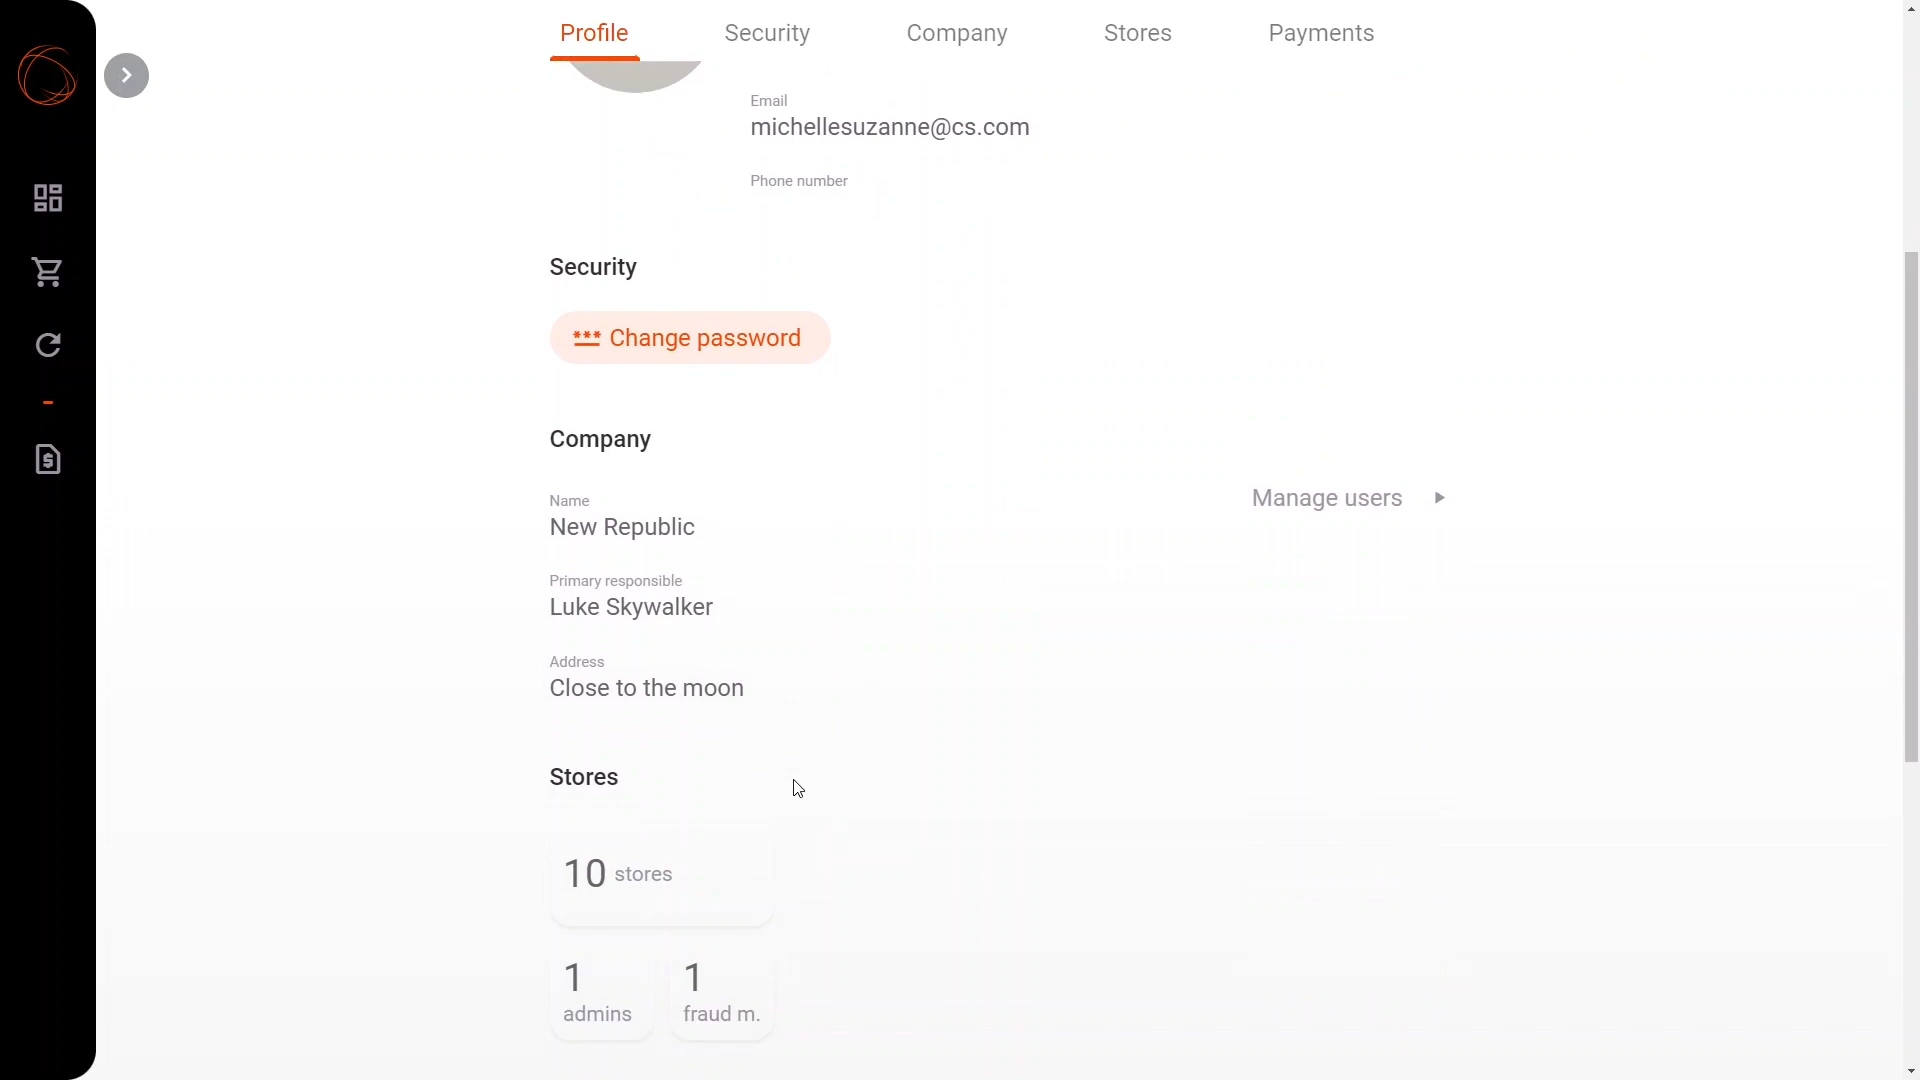 Profile
Security
Company
Stores
Payments
Email
michellesuzanne@cs.com
Phone number
Security
*** Change password
Company
Name
New Republic
Manage users
Primary responsible
Luke Skywalker
Address
Close to the moon
Stores
10 stores
1
admins
1
fraud m.